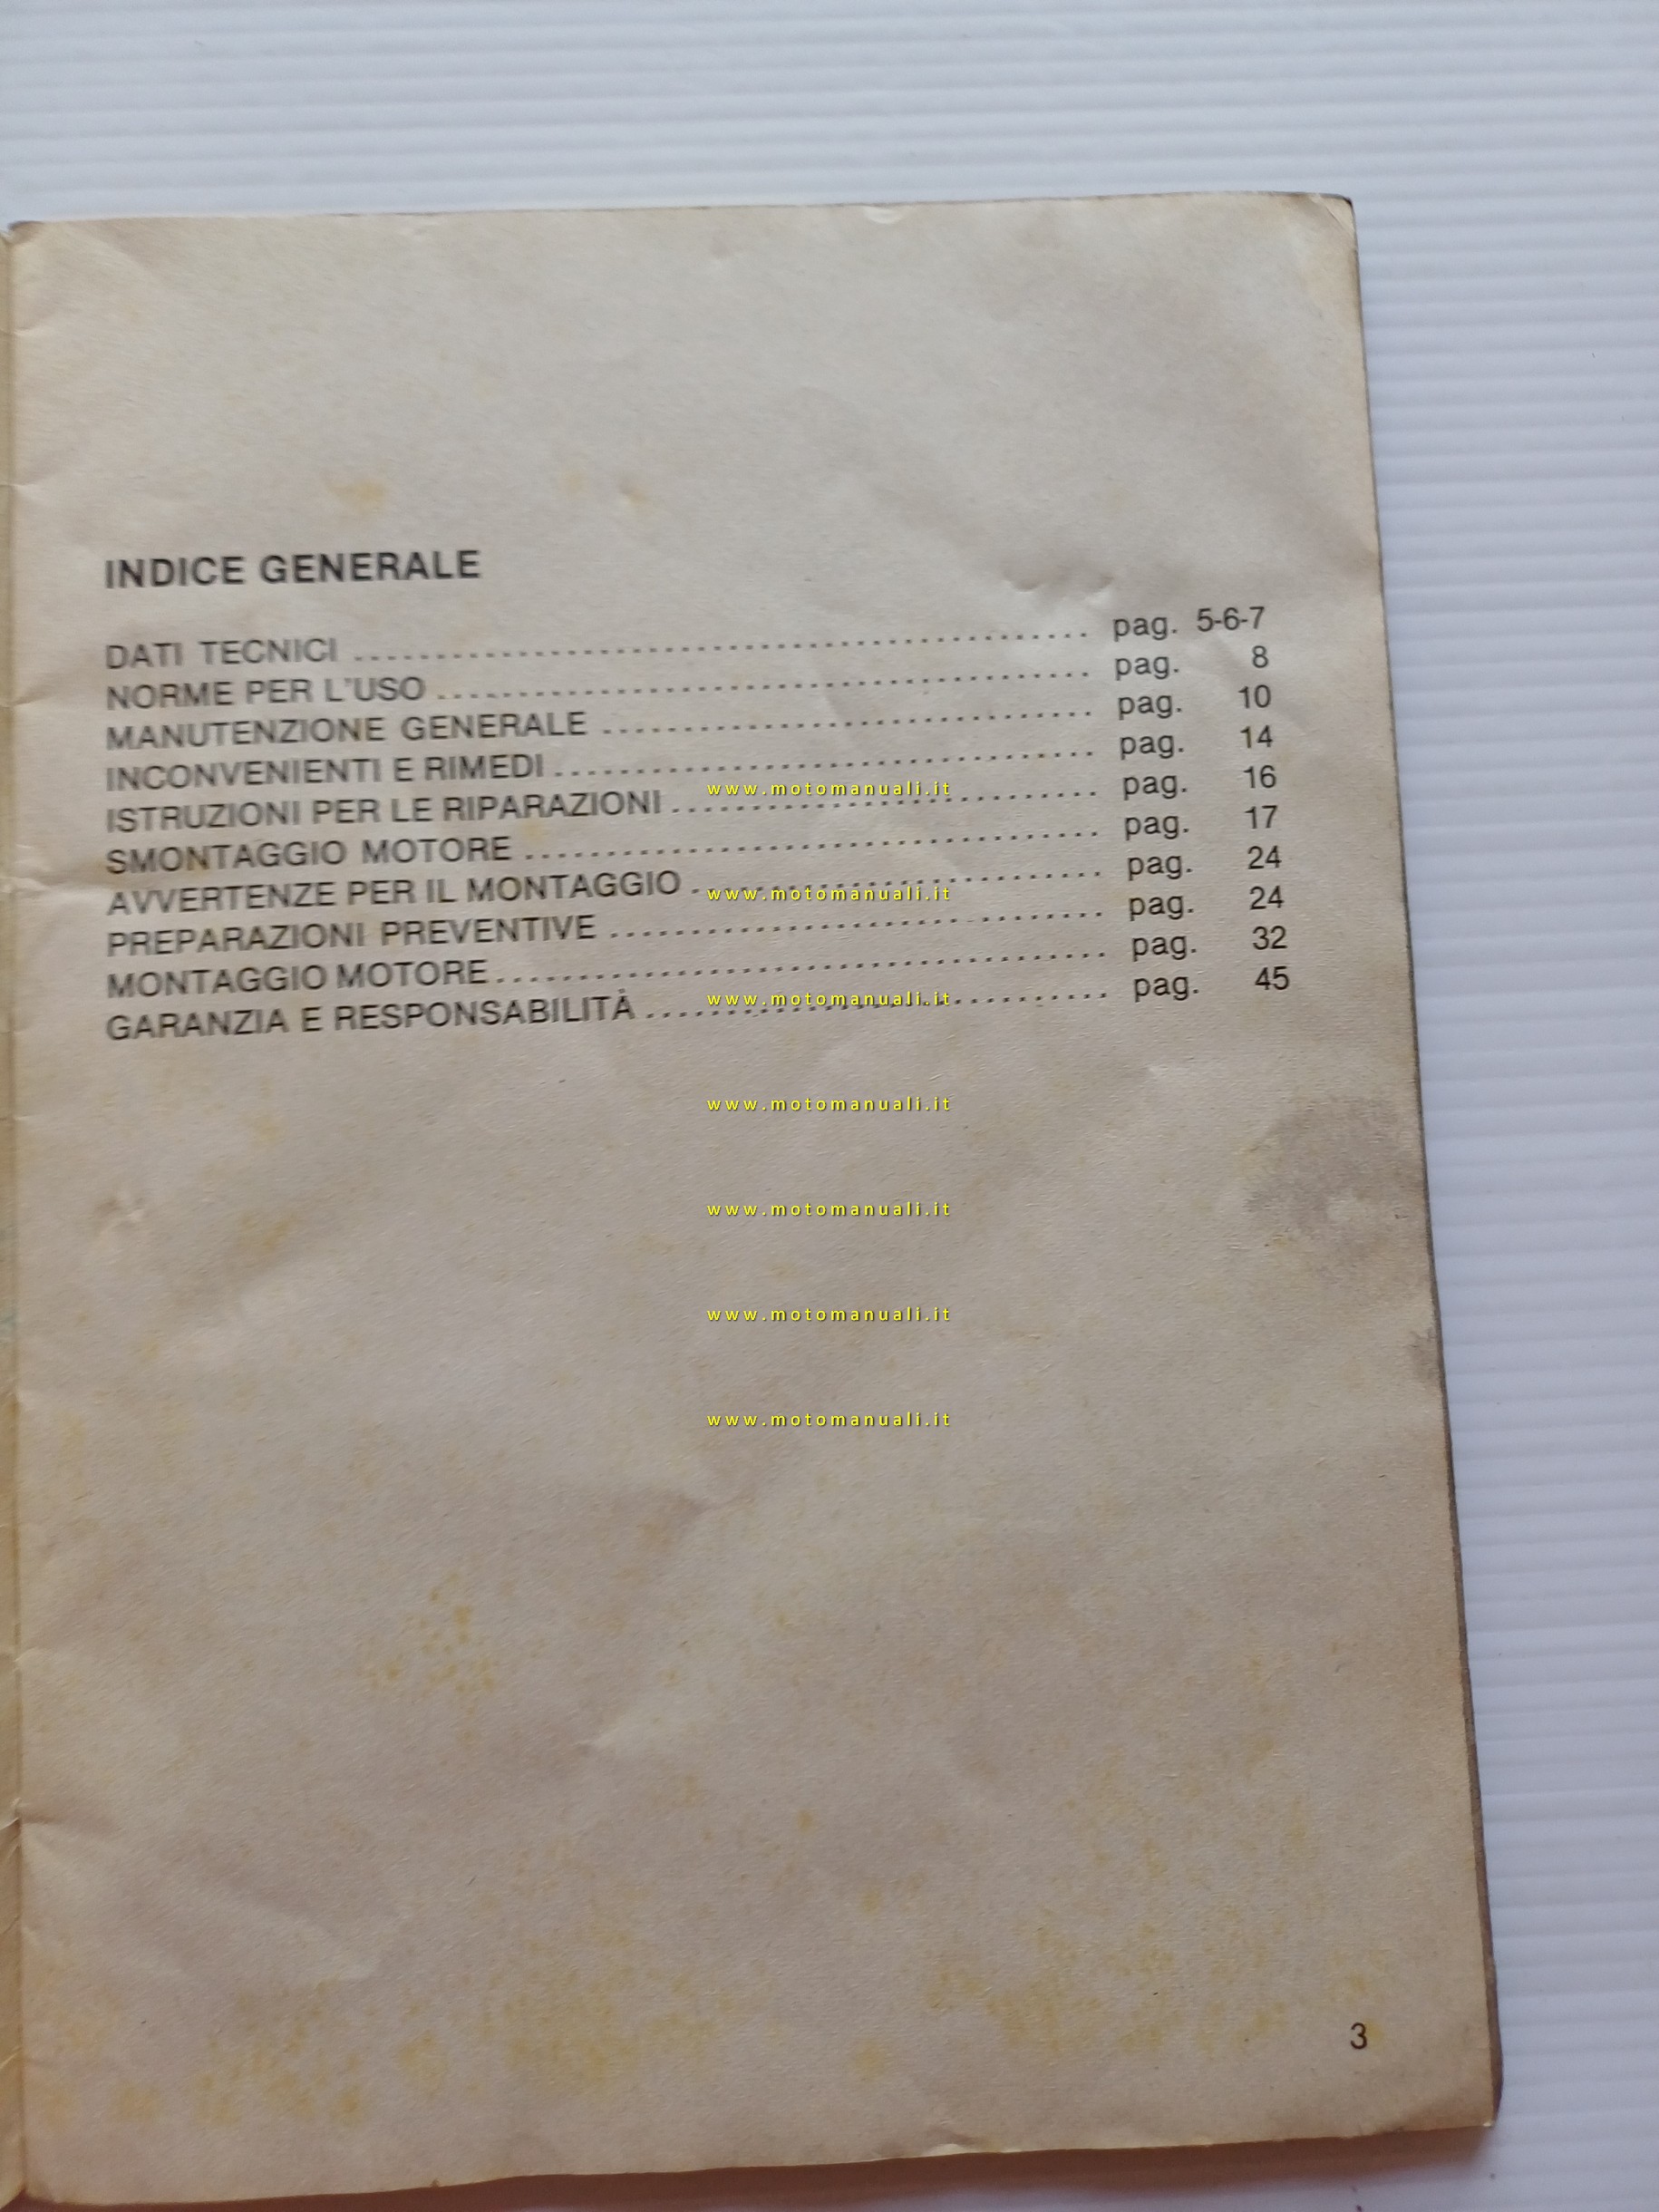 INDICE GENERALE
DATI TECNICI ........................................ pag. 5-6-7
NORME PER L'USO ........................................ pag. 8
MANUTENZIONE GENERALE ........................................ pag. 10
INCONVENIENTI E RIMEDI ........................................ pag. 14
www.motomanuali.it
ISTRUZIONI PER LE RIPARAZIONI ........................................ pag. 16
SMONTAGGIO MOTORE ........................................ pag. 17
AVVERTENZE PER IL MONTAGGIO ........................................ pag. 24
www.motomanuali.it
PREPARAZIONI PREVENTIVE ........................................ pag. 24
MONTAGGIO MOTORE ........................................ pag. 32
GARANZIA E RESPONSABILITÀ ........................................ pag. 45
www.motomanuali.it
www.motomanuali.it
www.motomanuali.it
www.motomanuali.it
www.motomanuali.it
3